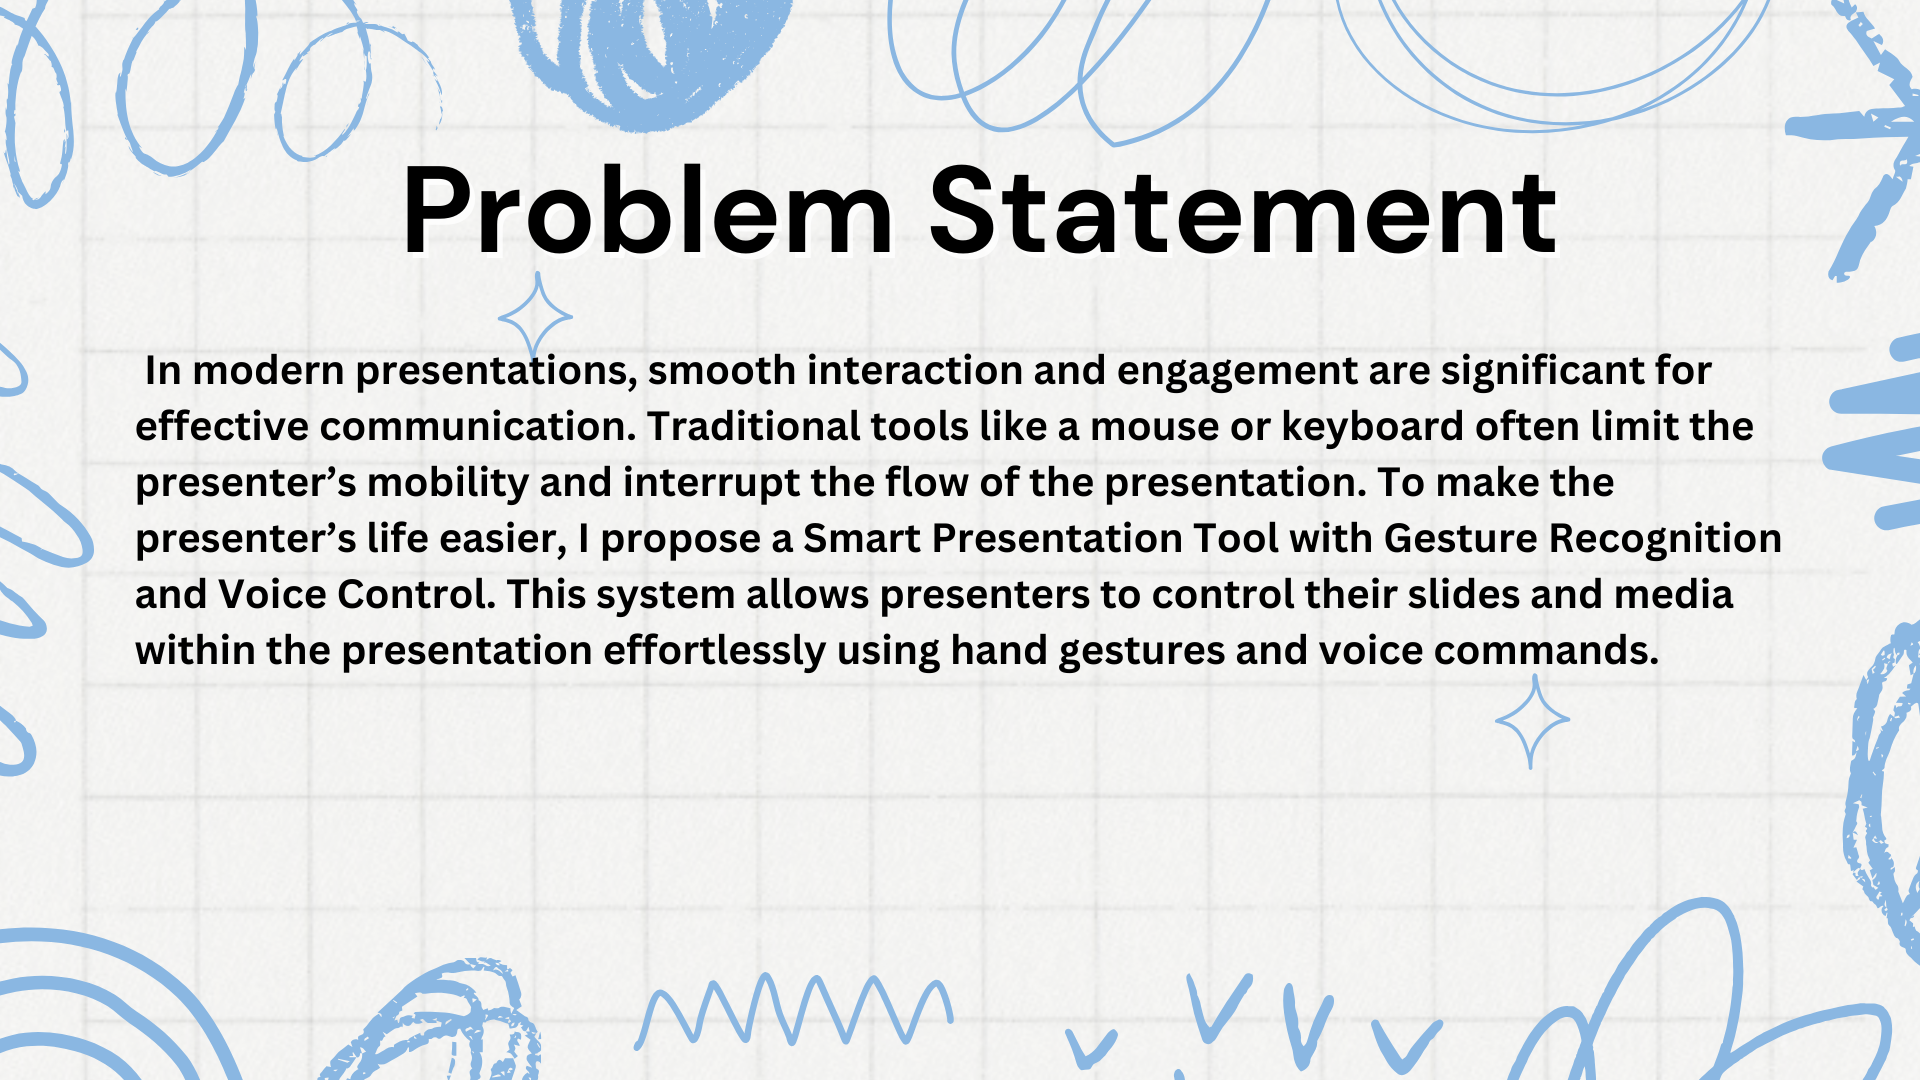 Problem Statement
In modern presentations, smooth interaction and engagement are significant for
effective communication. Traditional tools like a mouse or keyboard often limit the
presenter’s mobility and interrupt the flow of the presentation. To make the
presenter’s life easier, I propose a Smart Presentation Tool with Gesture Recognition
and Voice Control. This system allows presenters to control their slides and media
within the presentation effortlessly using hand gestures and voice commands.